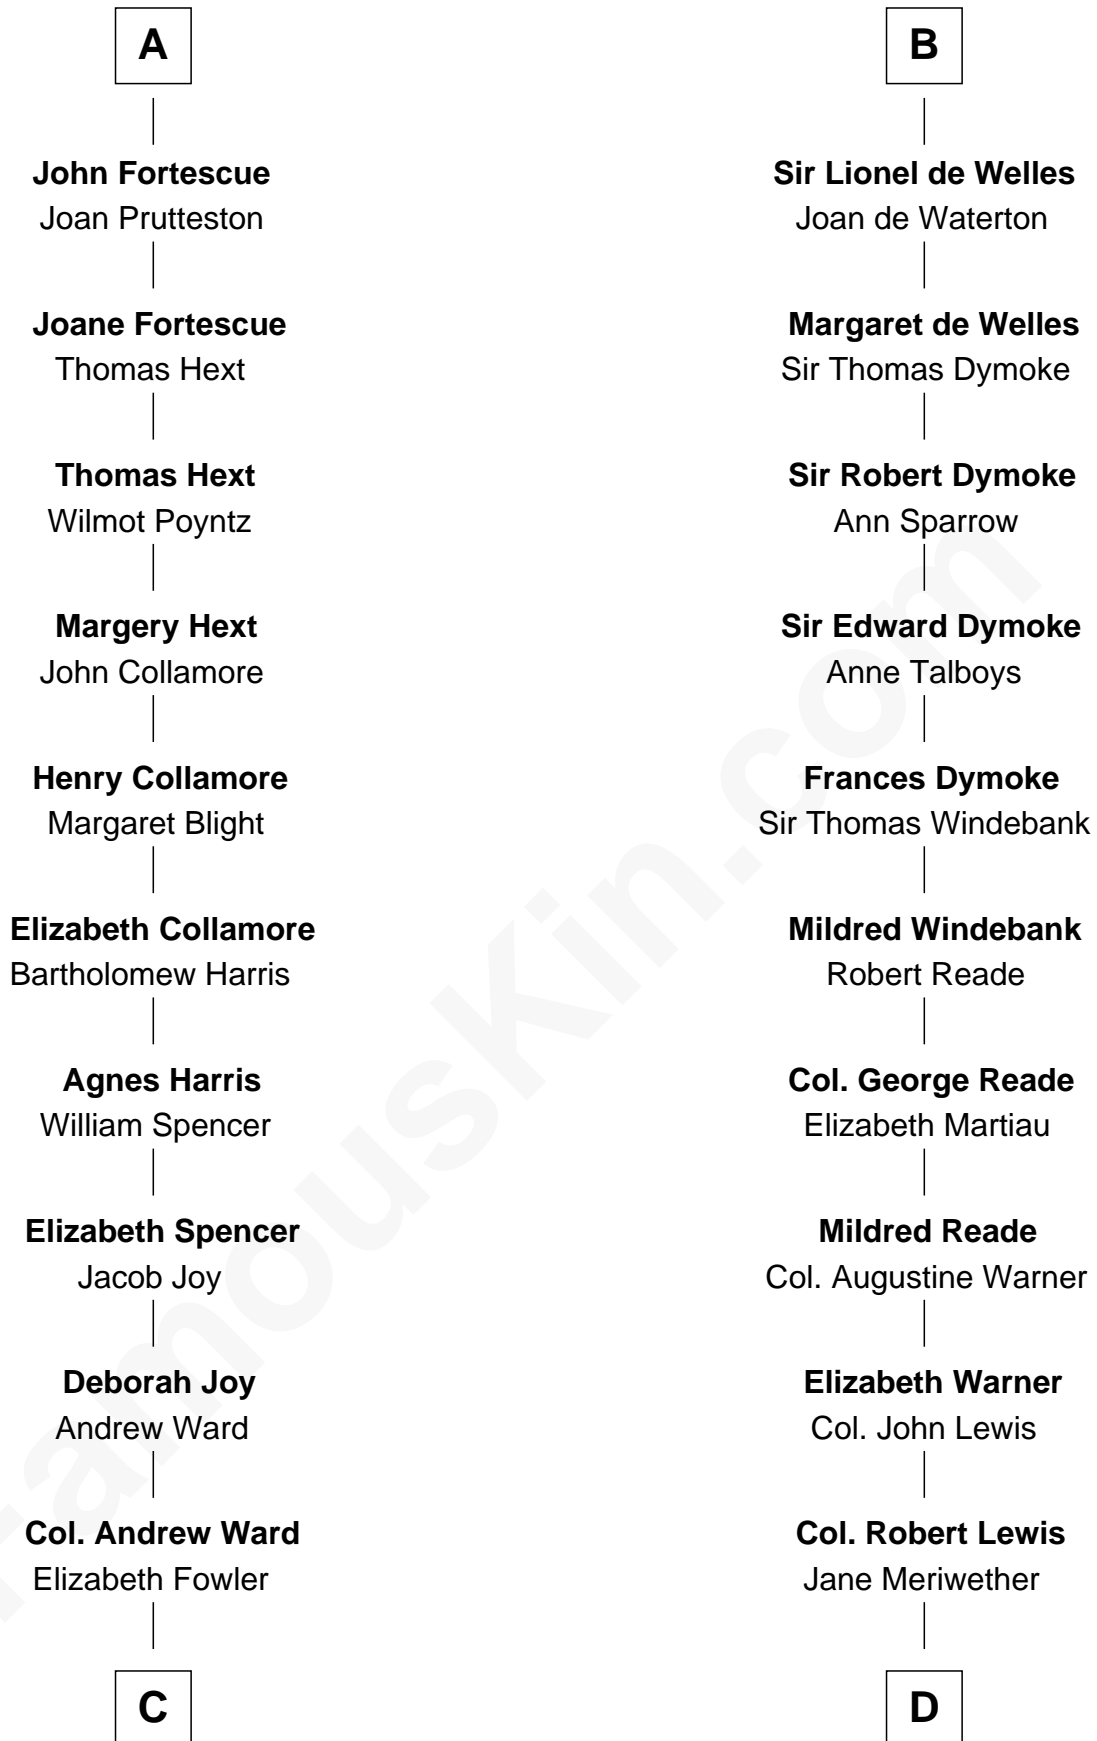 A
John Fortescue
Joan Prutteston
Joane Fortescue
Thomas Hext
Thomas Hext
Wilmot Poyntz
Margery Hext
John Collamore
Henry Collamore
Margaret Blight
Elizabeth Collamore
Bartholomew Harris
Agnes Harris
William Spencer
Elizabeth Spencer
Jacob Joy
Deborah Joy
Andrew Ward
Col. Andrew Ward
Elizabeth Fowler
C
B
Sir Lionel de Welles
Joan de Waterton
Margaret de Welles
Sir Thomas Dymoke
Sir Robert Dymoke
Ann Sparrow
Sir Edward Dymoke
Anne Talboys
Frances Dymoke
Sir Thomas Windebank
Mildred Windebank
Robert Reade
Col. George Reade
Elizabeth Martiau
Mildred Reade
Col. Augustine Warner
Elizabeth Warner
Col. John Lewis
Col. Robert Lewis
Jane Meriwether
D
FamousKin.com